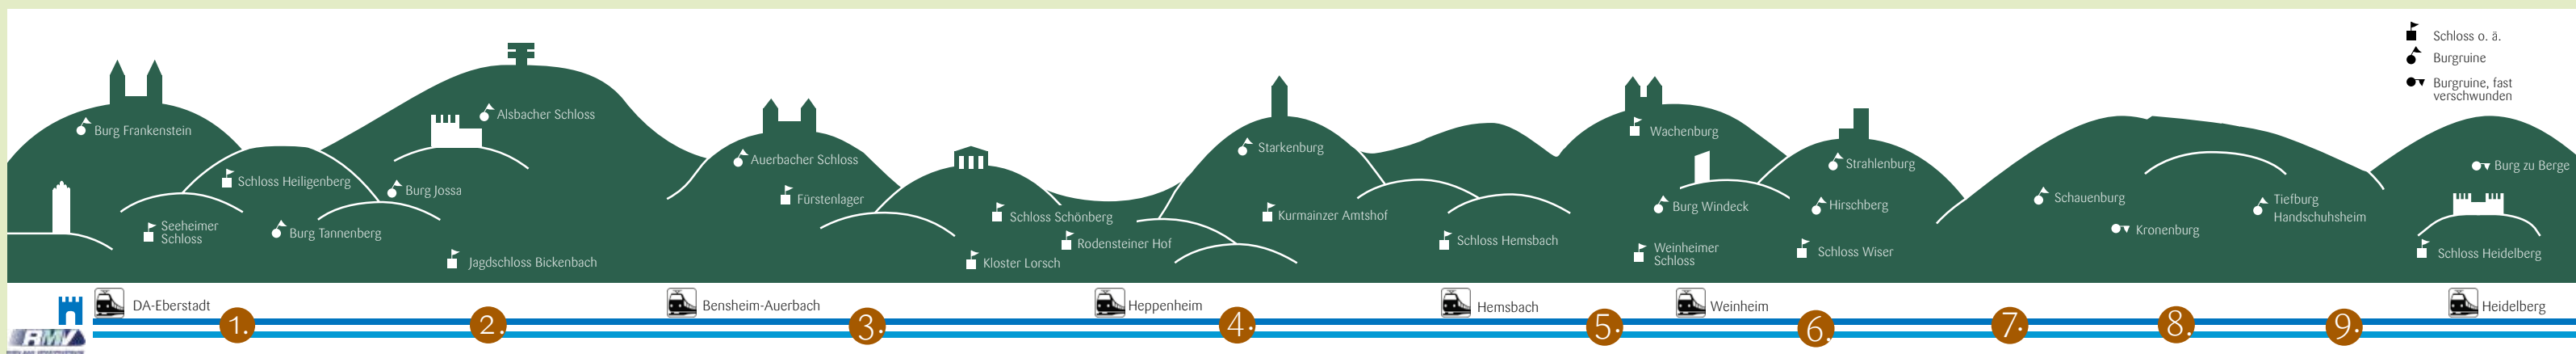 Schloss o. ä.
Burgruine
Burgruine, fast
verschwunden
Burg Frankenstein
Schloss Heiligenberg
Seeheimer
Schloss
Burg Tannenberg
Burg Jossa
Alsbacher Schloss
Jagdschloss Bickenbach
Auerbacher Schloss
Fürstenlager
Schloss Schönberg
Rodensteiner Hof
Kloster Lorsch
Starkenburg
Kurmainzer Amtshof
Schloss Hemsbach
Wachenburg
Burg Windeck
Weinheimer
Schloss
Strahlenburg
Hirschberg
Schloss Wiser
Schauenburg
Kronenburg
Tiefburg
Handschuhsheim
Burg zu Berge
Schloss Heidelberg
DA-Eberstadt
Bensheim-Auerbach
Heppenheim
Hemsbach
Weinheim
Heidelberg
RMV
1.
2.
3.
4.
5.
6.
7.
8.
9.